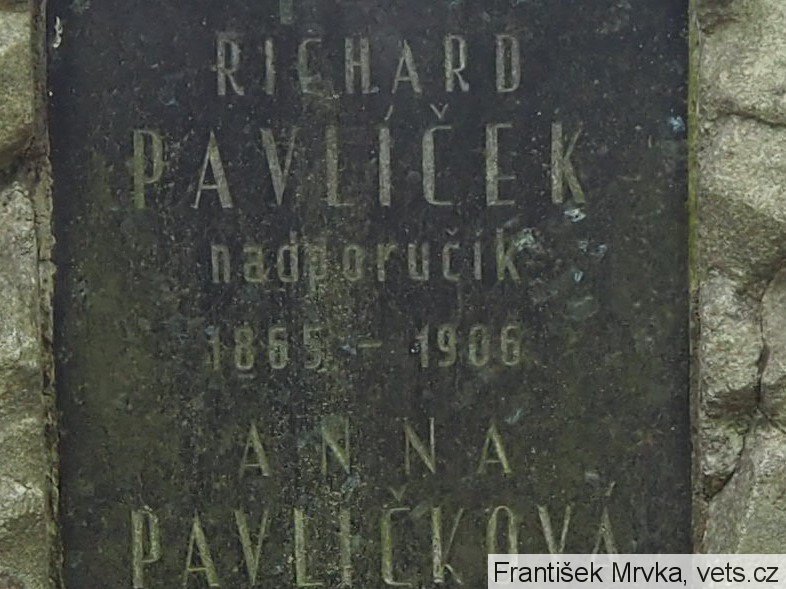 RICHARD
PAVLÍČEK
nadporučík
1865 - 1906
ANNA
PAVLÍČKOVÁ
František Mrvka, vets.cz